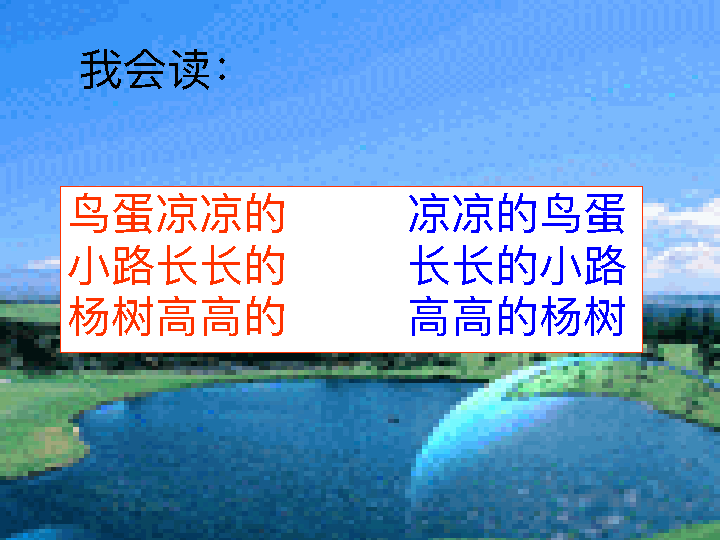 我会读：
鸟蛋凉凉的 凉凉的鸟蛋
小路长长的 长长的小路
杨树高高的 高高的杨树